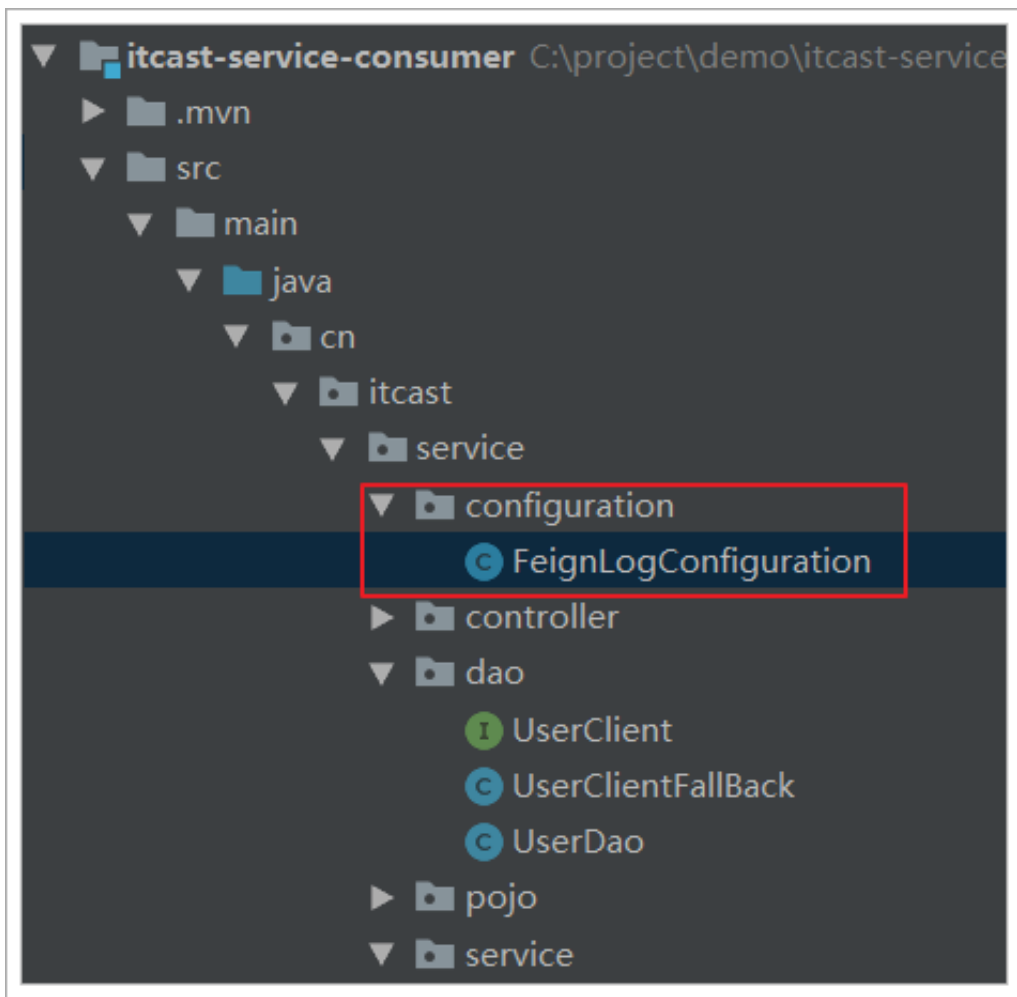 itcast-service-consumer C:\project\demo\itcast-service
.mvn
src
main
java
cn
itcast
service
configuration
C FeignLogConfiguration
controller
dao
I UserClient
C UserClientFallBack
C UserDao
pojo
service